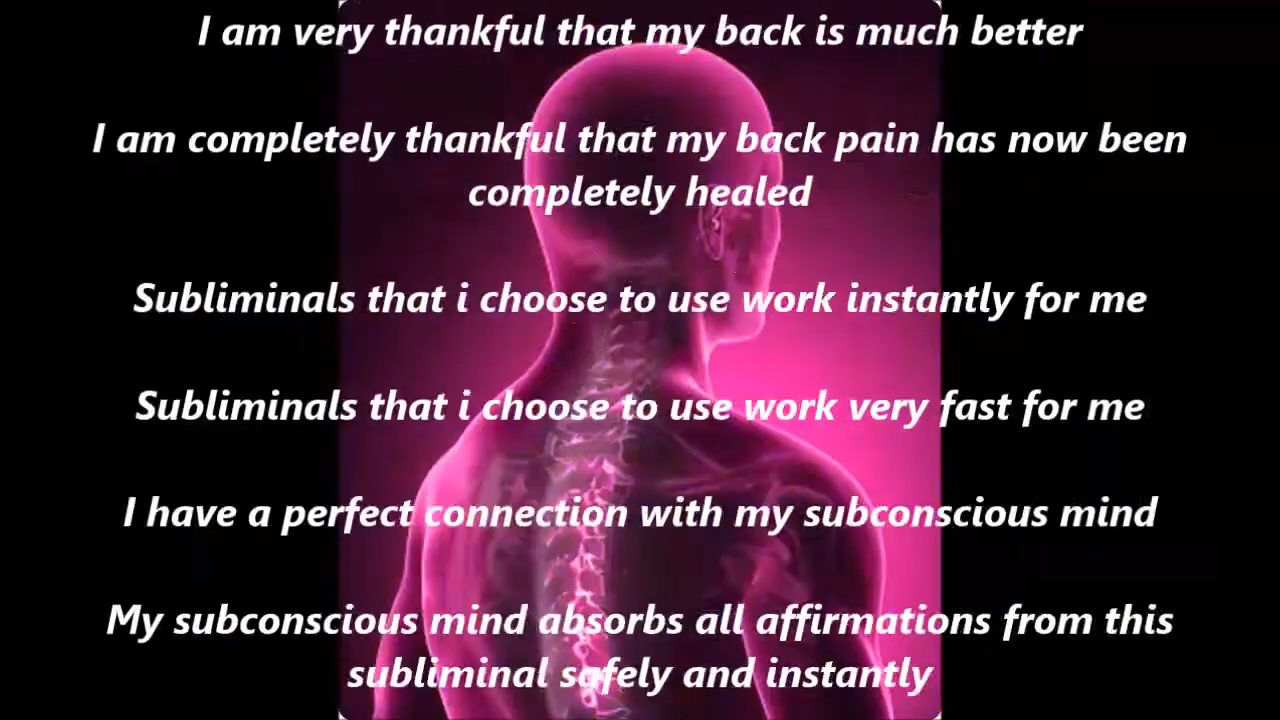 I am very thankful that my back is much better
I am completely thankful that my back pain has now been
completely healed
Subliminals that i choose to use work instantly for me
Subliminals that i choose to use work very fast for me
I have a perfect connection with my subconscious mind
My subconscious mind absorbs all affirmations from this
subliminal safely and instantly